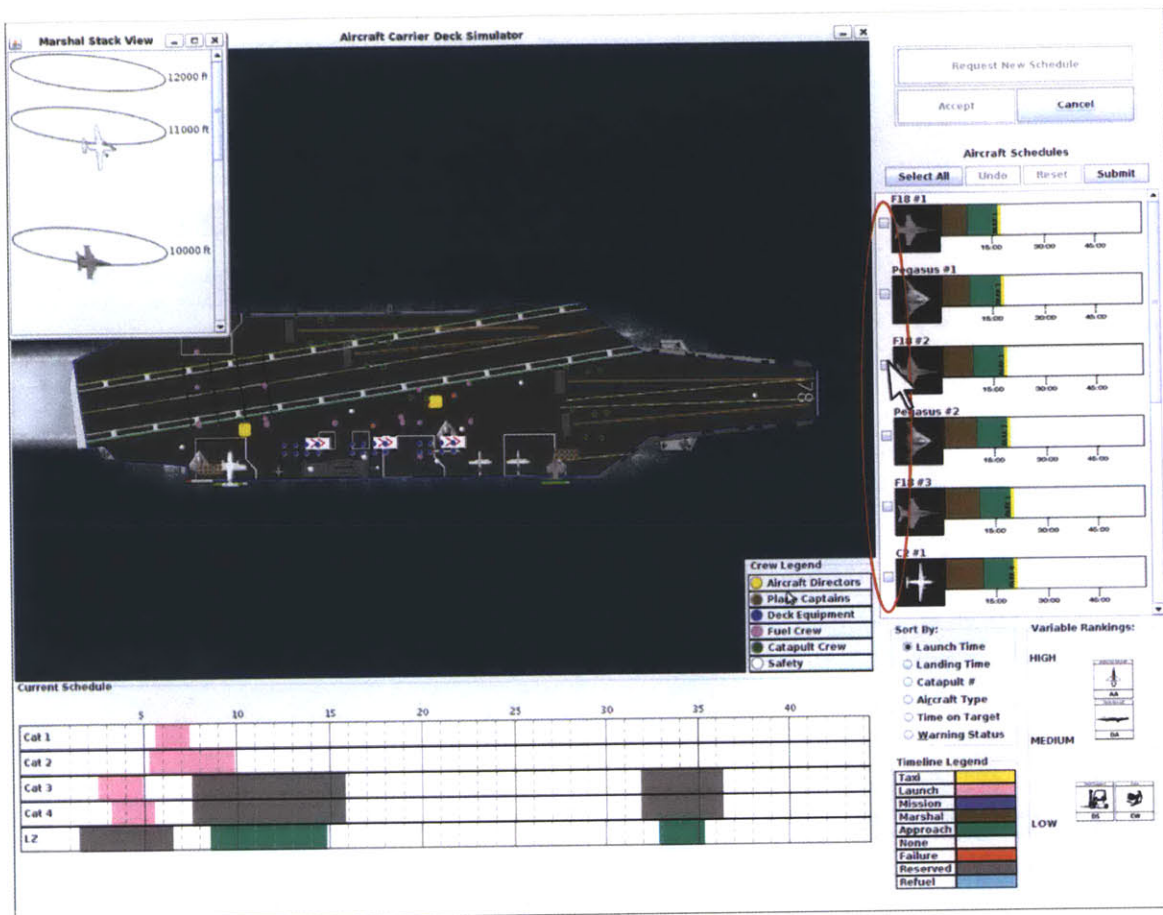 Marshal Stack View
Aircraft Carrier Deck Simulator
12000 ft
11000 ft
10000 ft
Request New Schedule
Accept Cancel
Aircraft Schedules
Select All Undo Reset Submit
F18 #1
15:00 30:00 45:00
Pegasus #1
15:00 30:00 45:00
F18 #2
15:00 30:00 45:00
Pegasus #2
15:00 30:00 45:00
F18 #3
15:00 30:00 45:00
C2 #1
15:00 30:00 45:00
Crew Legend
Aircraft Directors
Plane Captains
Deck Equipment
Fuel Crew
Catapult Crew
Safety
Sort By:
Launch Time
Landing Time
Catapult #
Aircraft Type
Time on Target
Warning Status
Variable Rankings:
HIGH
AA
MEDIUM
LOW
DS CW
Timeline Legend
Taxi
Launch
Mission
Marshal
Approach
None
Failure
Reserved
Refuel
Current Schedule
5 10 15 20 25 30 35 40
Cat 1
Cat 2
Cat 3
Cat 4
LZ